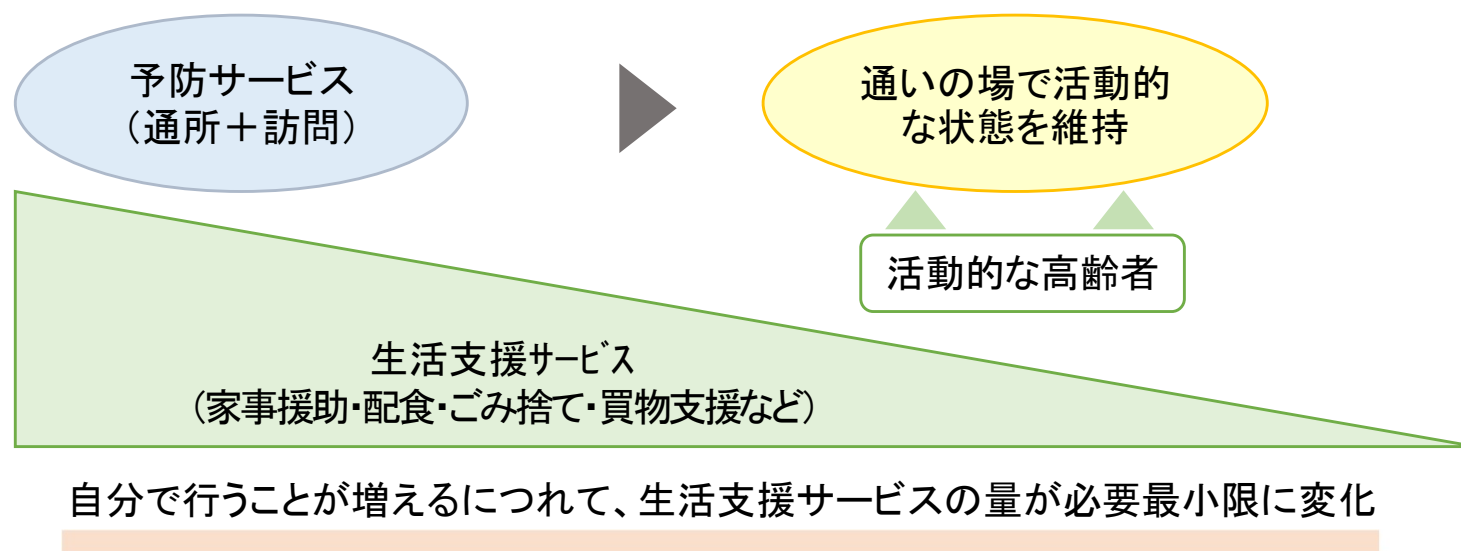 予防サービス
（通所＋訪問）
通いの場で活動的
な状態を維持
活動的な高齢者
生活支援ｻｰﾋﾞｽ
（家事援助・配食・ごみ捨て・買物支援など）
自分で行うことが増えるにつれて、生活支援サービスの量が必要最小限に変化